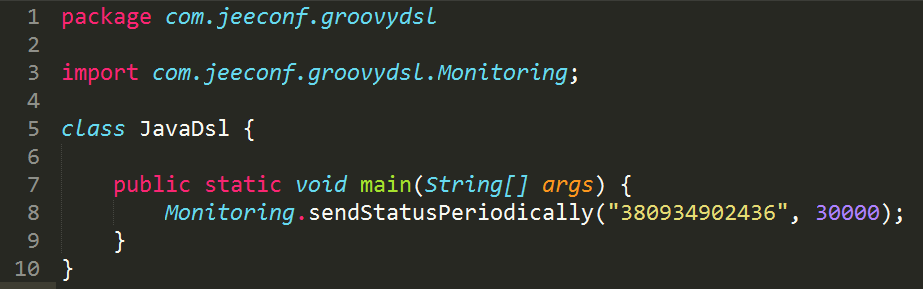 1 package com.jeeconf.groovydsl
2
3 import com.jeeconf.groovydsl.Monitoring;
4
5 class JavaDsl {
6
7     public static void main(String[] args) {
8         Monitoring.sendStatusPeriodically("380934902436", 30000);
9     }
10 }